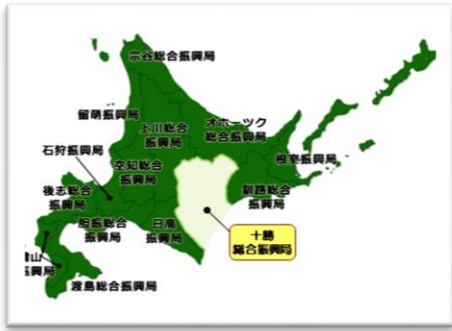 宗谷総合振興局
留萌振興局
上川総合
振興局
オホーツク
総合振興局
石狩振興局
空知総合
振興局
根室振興局
後志総合
振興局
釧路総合
振興局
胆振総合
振興局
日高
振興局
十勝
総合振興局
山
振興局
渡島総合振興局